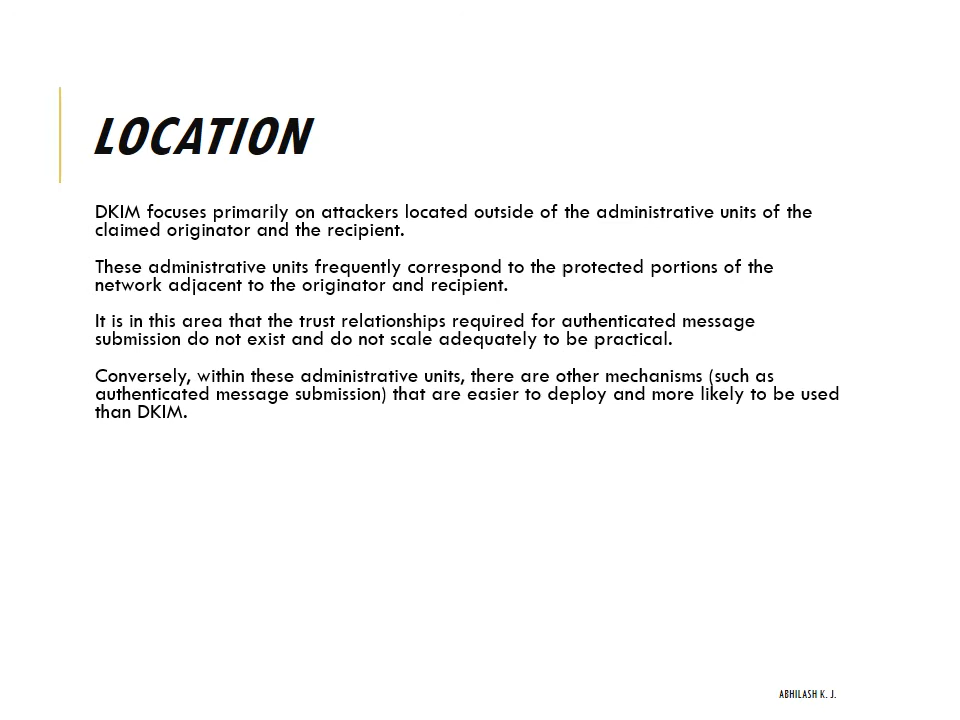 LOCATION
DKIM focuses primarily on attackers located outside of the administrative units of the
claimed originator and the recipient.
These administrative units frequently correspond to the protected portions of the
network adjacent to the originator and recipient.
It is in this area that the trust relationships required for authenticated message
submission do not exist and do not scale adequately to be practical.
Conversely, within these administrative units, there are other mechanisms (such as
authenticated message submission) that are easier to deploy and more likely to be used
than DKIM.
ABHILASH K. J.